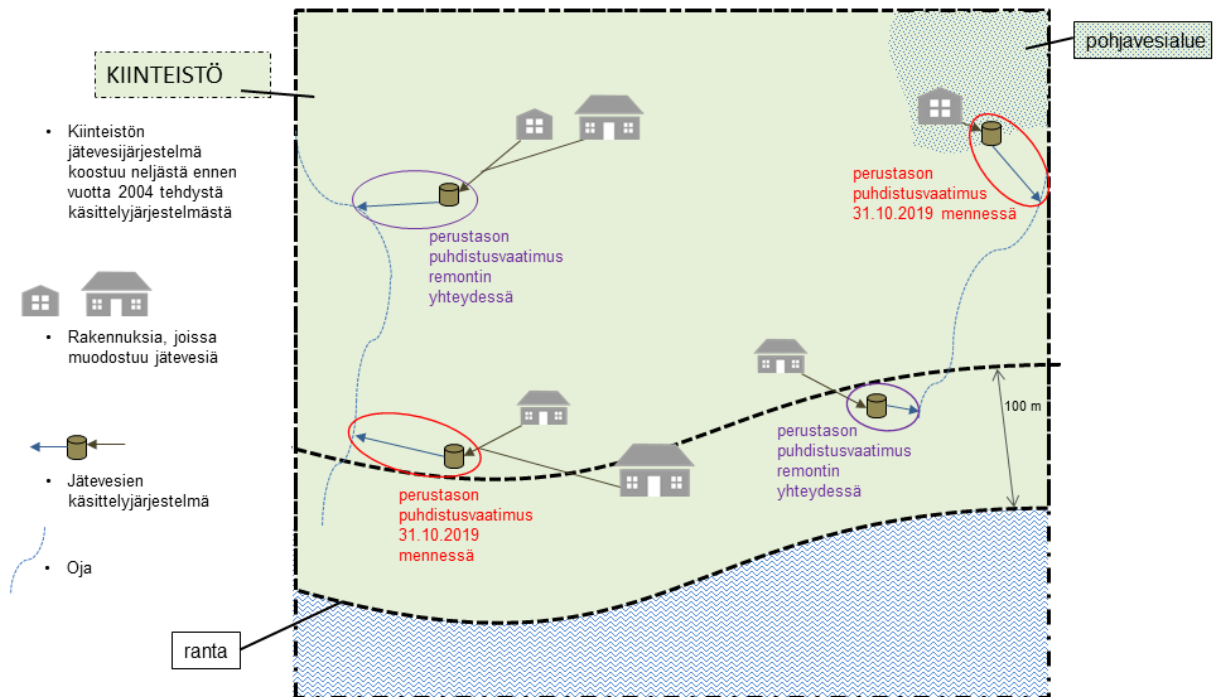 pohjavesialue
KIINTEISTÖ
• Kiinteistön
jätevesijärjestelmä
koostuu neljästä ennen
vuotta 2004 tehdystä
käsittelyjärjestelmästä
perustason
puhdistusvaatimus
31.10.2019 mennessä
perustason
puhdistusvaatimus
remontin
yhteydessä
• Rakennuksia, joissa
muodostuu jätevesiä
100 m
perustason
puhdistusvaatimus
remontin
yhteydessä
• Jätevesien
käsittelyjärjestelmä
perustason
puhdistusvaatimus
31.10.2019
mennessä
• Oja
ranta